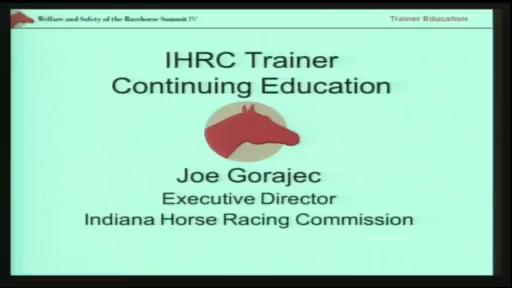 Welfare and Safety of the Racehorse Summit IV
Trainer Education
IHRC Trainer
Continuing Education
Joe Gorajec
Executive Director
Indiana Horse Racing Commission